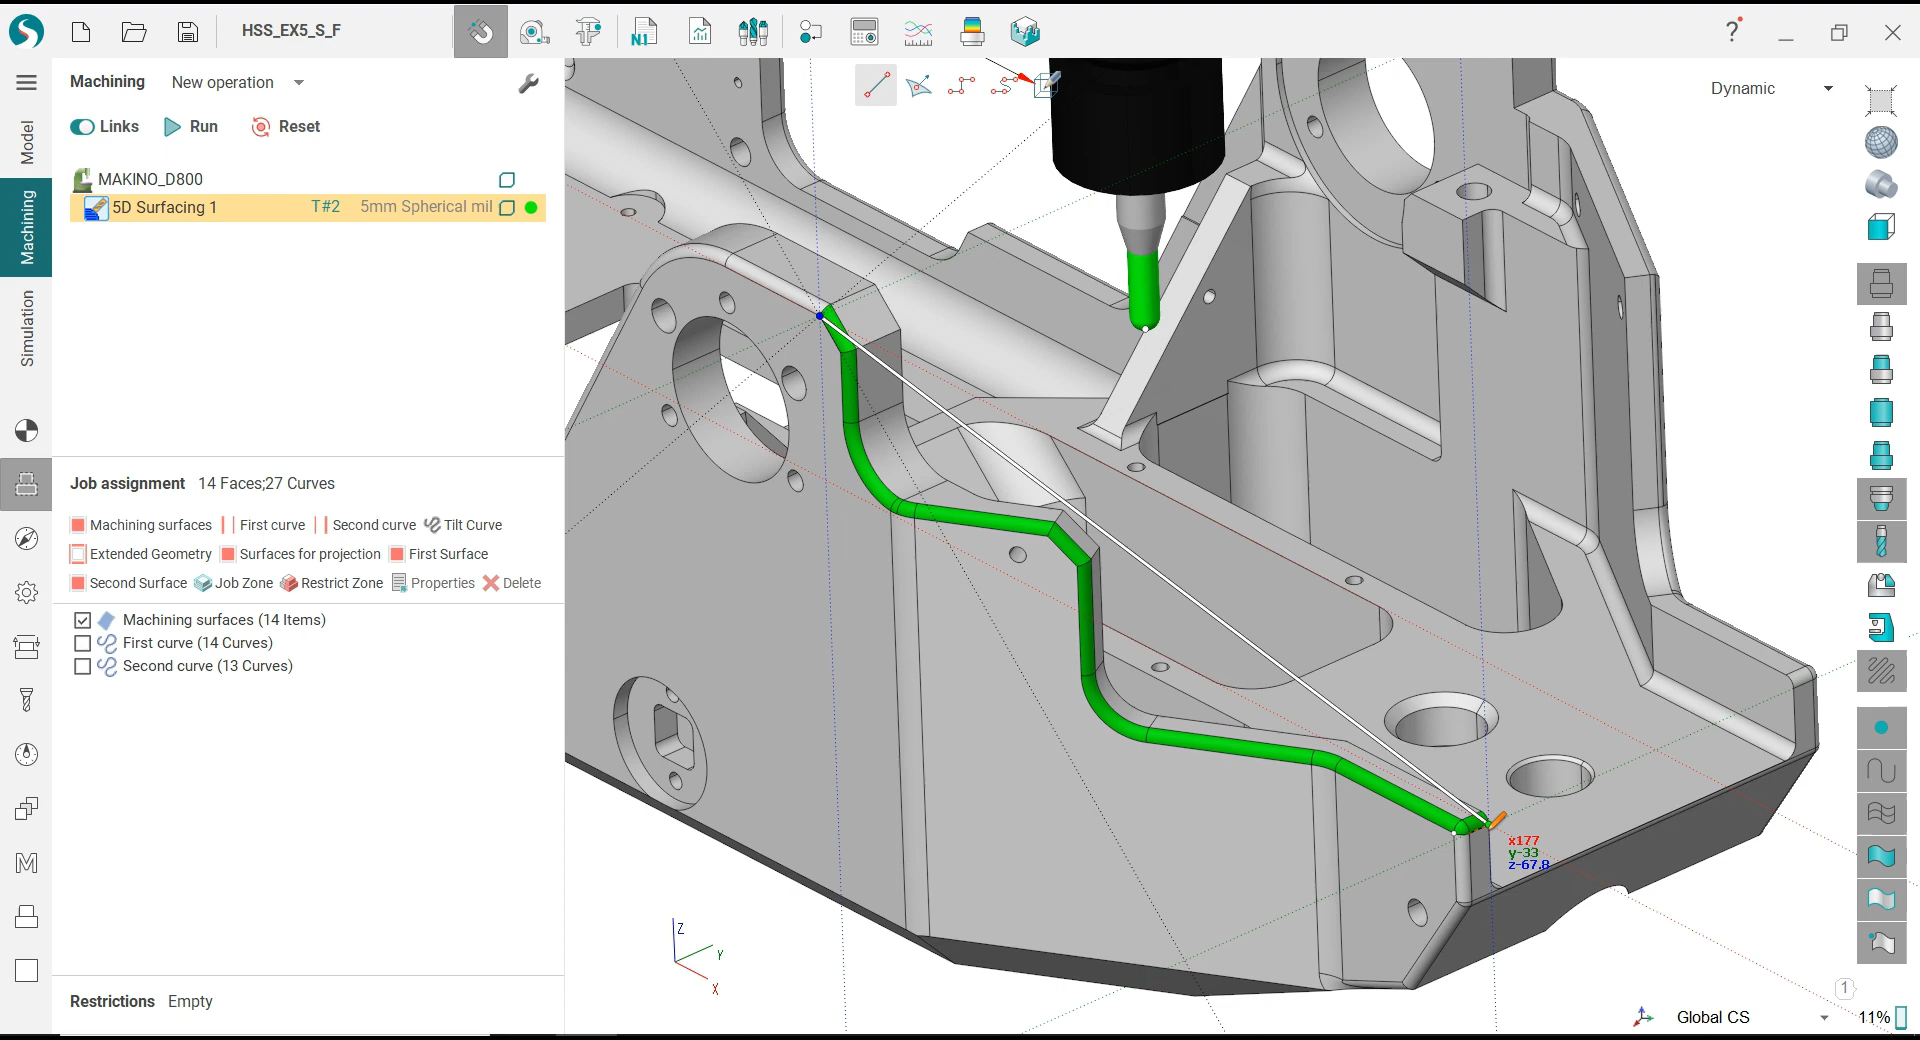 HSS_EX5_S_F
N1
?
Machining New operation
Links Run Reset
Model
Machining
Simulation
MAKINO_D800
5D Surfacing 1 T#2 5mm Spherical mil
Job assignment 14 Faces;27 Curves
Machining surfaces First curve Second curve Tilt Curve
Extended Geometry Surfaces for projection First Surface
Second Surface Job Zone Restrict Zone Properties Delete
Machining surfaces (14 Items)
First curve (14 Curves)
Second curve (13 Curves)
M
Restrictions Empty
Dynamic
x177
y-33
z-67.8
Z
Y
X
1
Global CS 11%